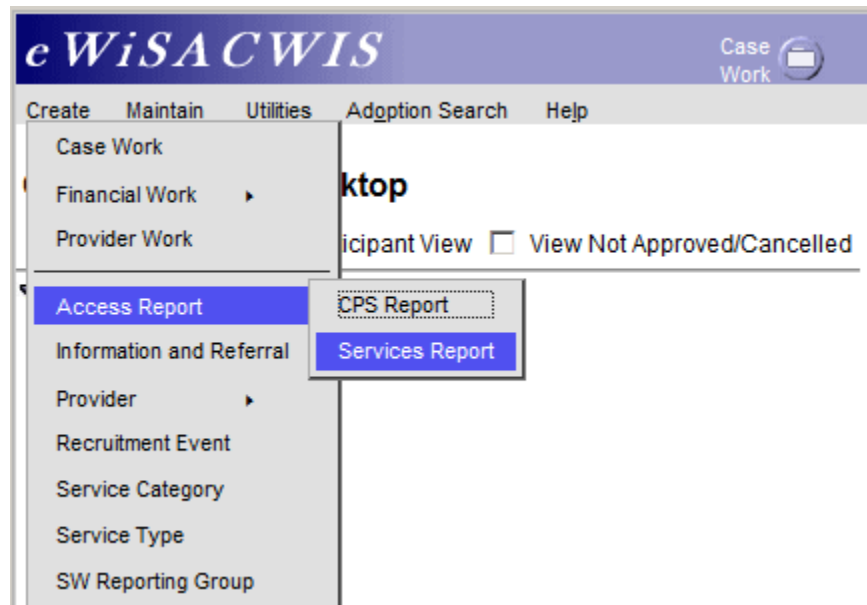 e WiSACWIS
Case
Work
Create Maintain Utilities Adoption Search Help
Case Work
Financial Work
ktop
Provider Work
icipant View View Not Approved/Cancelled
Access Report
CPS Report
Information and Referral
Services Report
Provider
Recruitment Event
Service Category
Service Type
SW Reporting Group